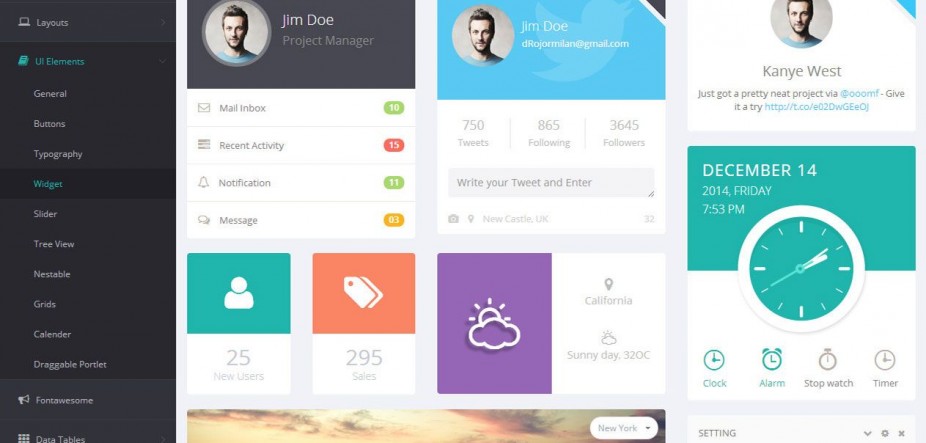 Layouts
UI Elements
General
Buttons
Typography
Widget
Slider
Tree View
Nestable
Grids
Calender
Draggable Portlet
Fontawesome
Data Tables
Jim Doe
Project Manager
Mail Inbox 10
Recent Activity 15
Notification 11
Message 03
25
New Users
295
Sales
Jim Doe
dRojormilan@gmail.com
750 865 3645
Tweets Following Followers
Write your Tweet and Enter
New Castle, UK 32
California
Sunny day, 32OC
New York
Kanye West
Just got a pretty neat project via @ooomf - Give
it a try http://t.co/e02DwGEeOJ
DECEMBER 14
2014, FRIDAY
7:53 PM
Clock Alarm Stop watch Timer
SETTING